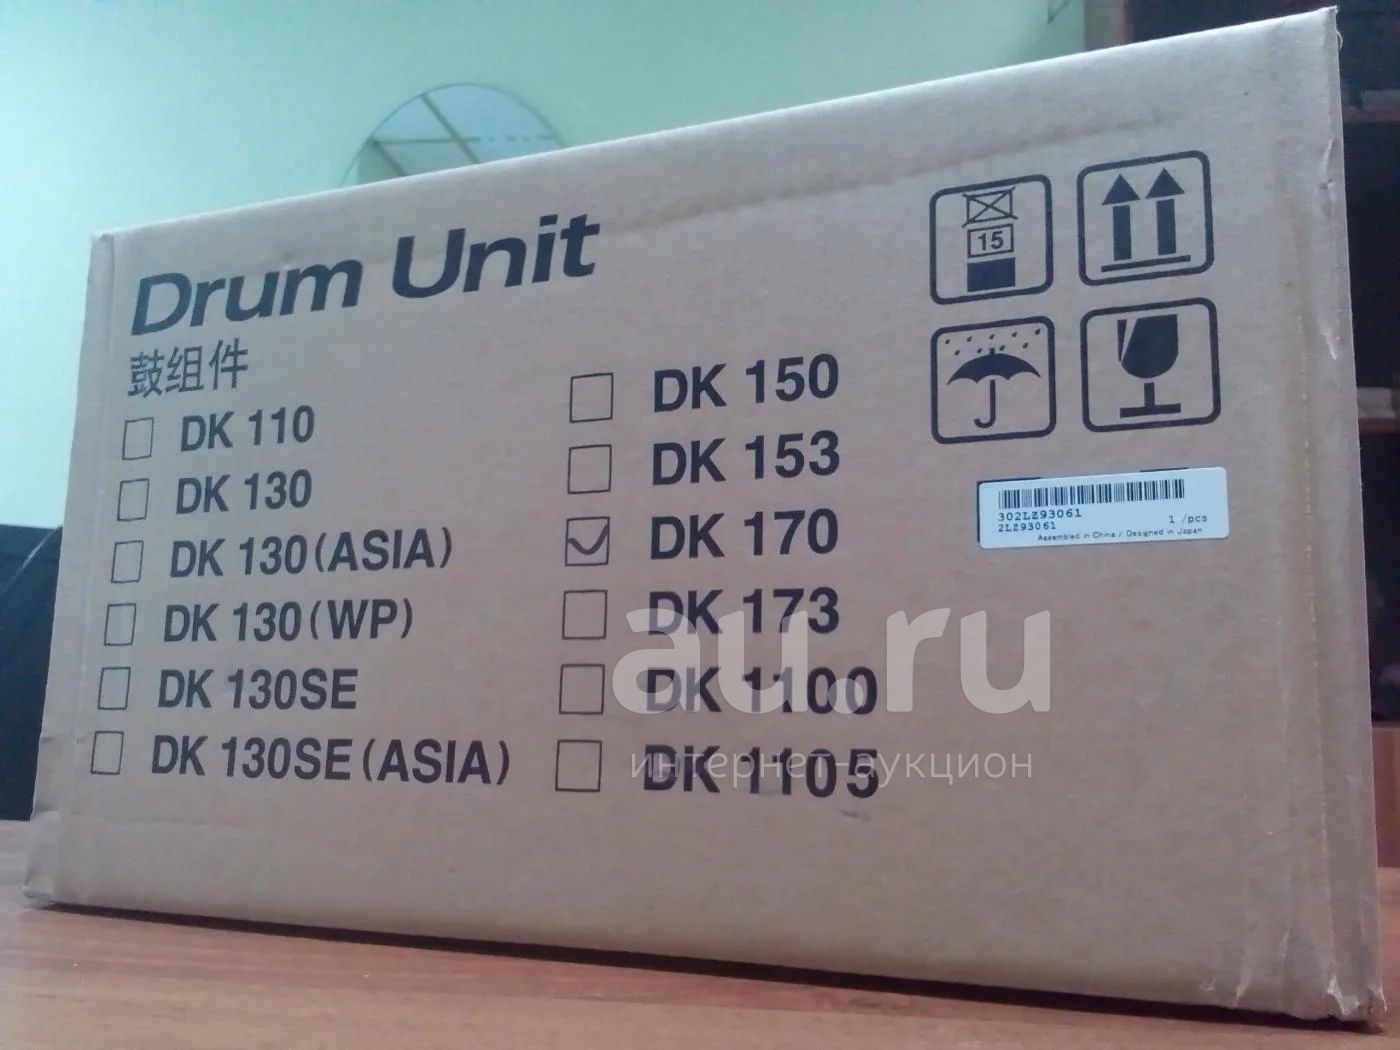 Drum Unit
鼓组件
DK 110
DK 130
DK 130(ASIA)
DK 130(WP)
DK 130SE
DK 130SE(ASIA)
DK 150
DK 153
DK 170
DK 173
DK 1100
DK 1105
15
302LZ93061
2LZ93061
1 /pcs
Assembled in China / Designed in Japan
au.ru
интернет-аукцион